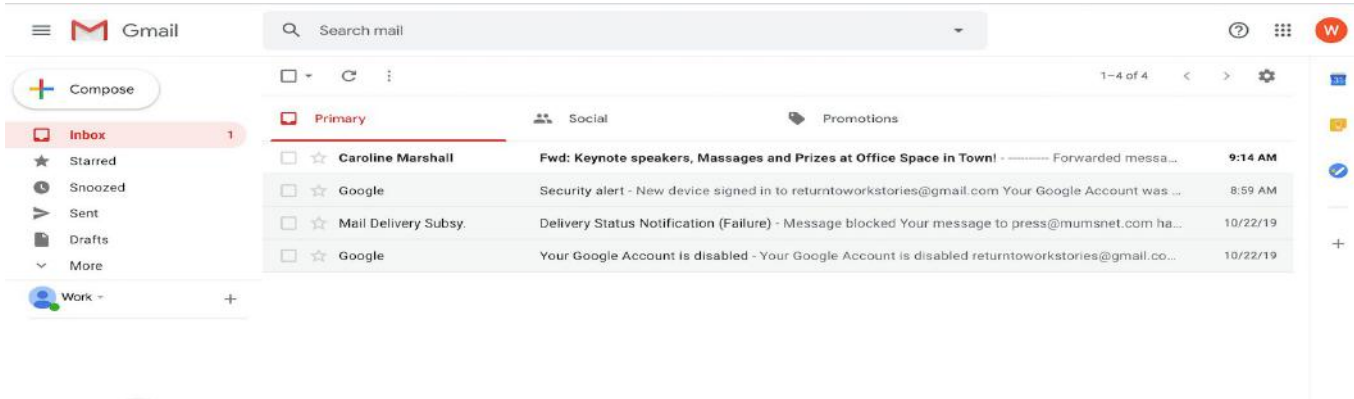 Gmail
Search mail
W
Compose
1–4 of 4
31
Primary
Social
Promotions
Inbox 1
Starred
Snoozed
Sent
Drafts
More
Work
Caroline Marshall Fwd: Keynote speakers, Massages and Prizes at Office Space in Town! - ---------- Forwarded messa... 9:14 AM
Google Security alert - New device signed in to returntoworkstories@gmail.com Your Google Account was ... 8:59 AM
Mail Delivery Subsy. Delivery Status Notification (Failure) - Message blocked Your message to press@mumsnet.com ha... 10/22/19
Google Your Google Account is disabled - Your Google Account is disabled returntoworkstories@gmail.co... 10/22/19